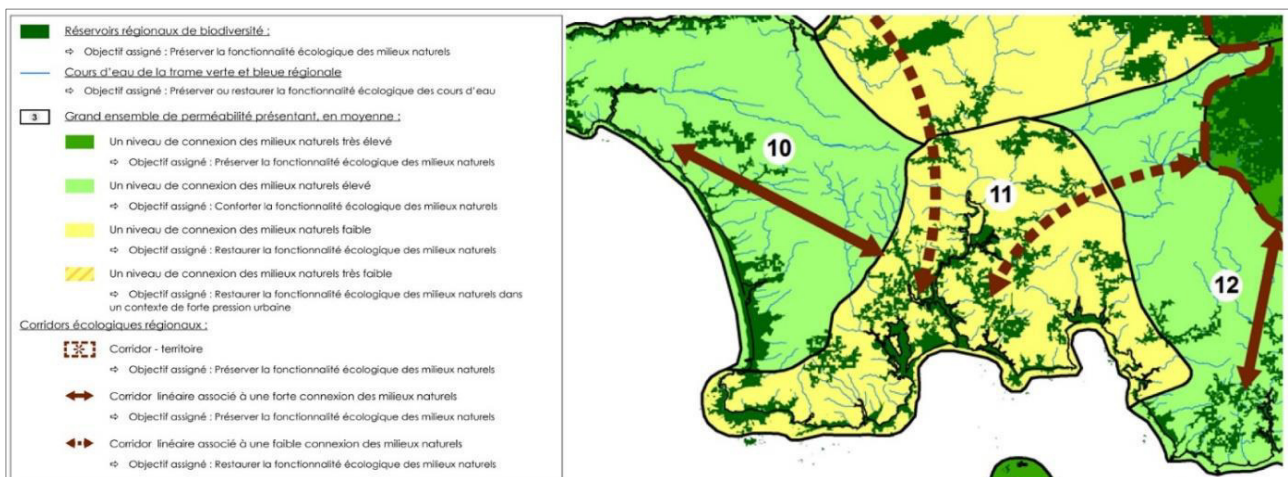 Réservoirs régionaux de biodiversité :
⇨ Objectif assigné : Préserver la fonctionnalité écologique des milieux naturels
Cours d'eau de la trame verte et bleue régionale
⇨ Objectif assigné : Préserver ou restaurer la fonctionnalité écologique des cours d'eau
3 Grand ensemble de perméabilité présentant, en moyenne :
Un niveau de connexion des milieux naturels très élevé
⇨ Objectif assigné : Préserver la fonctionnalité écologique des milieux naturels
Un niveau de connexion des milieux naturels élevé
⇨ Objectif assigné : Conforter la fonctionnalité écologique des milieux naturels
Un niveau de connexion des milieux naturels faible
⇨ Objectif assigné : Restaurer la fonctionnalité écologique des milieux naturels
Un niveau de connexion des milieux naturels très faible
⇨ Objectif assigné : Restaurer la fonctionnalité écologique des milieux naturels dans
un contexte de forte pression urbaine
Corridors écologiques régionaux :
Corridor - territoire
⇨ Objectif assigné : Préserver la fonctionnalité écologique des milieux naturels
Corridor linéaire associé à une forte connexion des milieux naturels
⇨ Objectif assigné : Préserver la fonctionnalité écologique des milieux naturels
Corridor linéaire associé à une faible connexion des milieux naturels
⇨ Objectif assigné : Restaurer la fonctionnalité écologique des milieux naturels
10
11
12